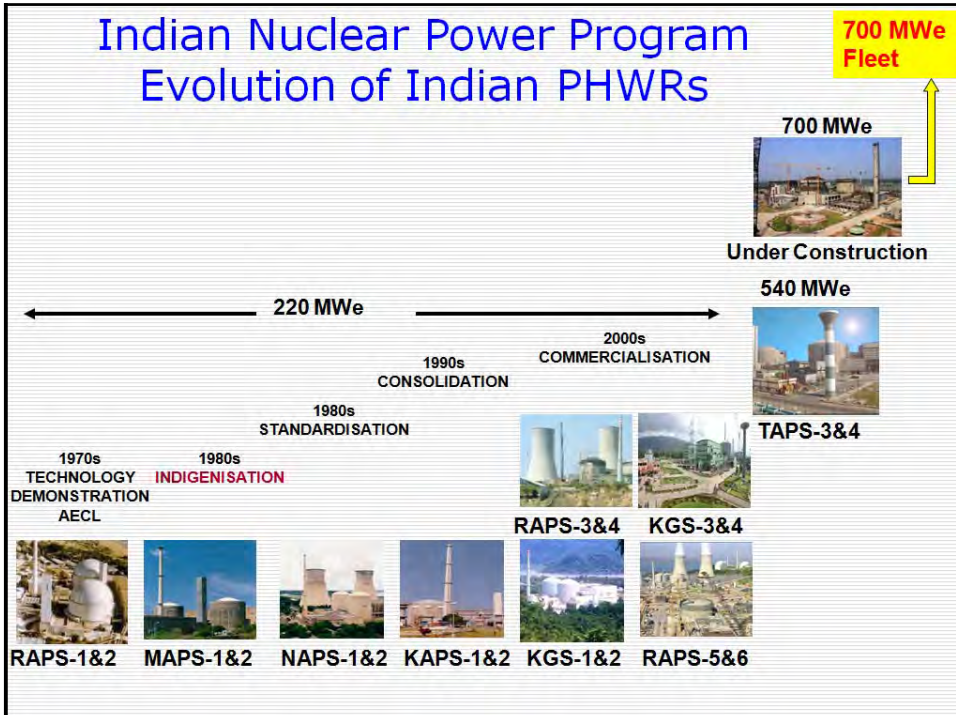 Indian Nuclear Power Program
Evolution of Indian PHWRs
700 MWe
Fleet
700 MWe
Under Construction
540 MWe
TAPS-3&4
220 MWe
2000s
COMMERCIALISATION
1990s
CONSOLIDATION
1980s
STANDARDISATION
1970s
TECHNOLOGY
DEMONSTRATION
AECL
1980s
INDIGENISATION
RAPS-3&4
KGS-3&4
RAPS-1&2
MAPS-1&2
NAPS-1&2
KAPS-1&2
KGS-1&2
RAPS-5&6